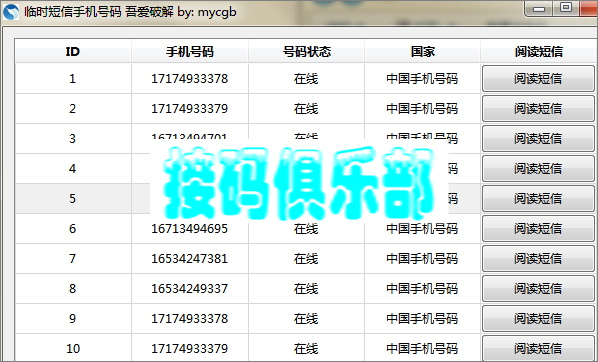 临时短信手机号码 吾爱破解 by: mycgb
ID 手机号码 号码状态 国家 阅读短信
1 17174933378 在线 中国手机号码 阅读短信
2 17174933379 在线 中国手机号码 阅读短信
3 16713494701 在线 中国手机号码 阅读短信
4 码 阅读短信
接码俱乐部
5 码 阅读短信
6 16713494695 在线 中国手机号码 阅读短信
7 16534247381 在线 中国手机号码 阅读短信
8 16534249337 在线 中国手机号码 阅读短信
9 17174933378 在线 中国手机号码 阅读短信
10 17174933379 在线 中国手机号码 阅读短信